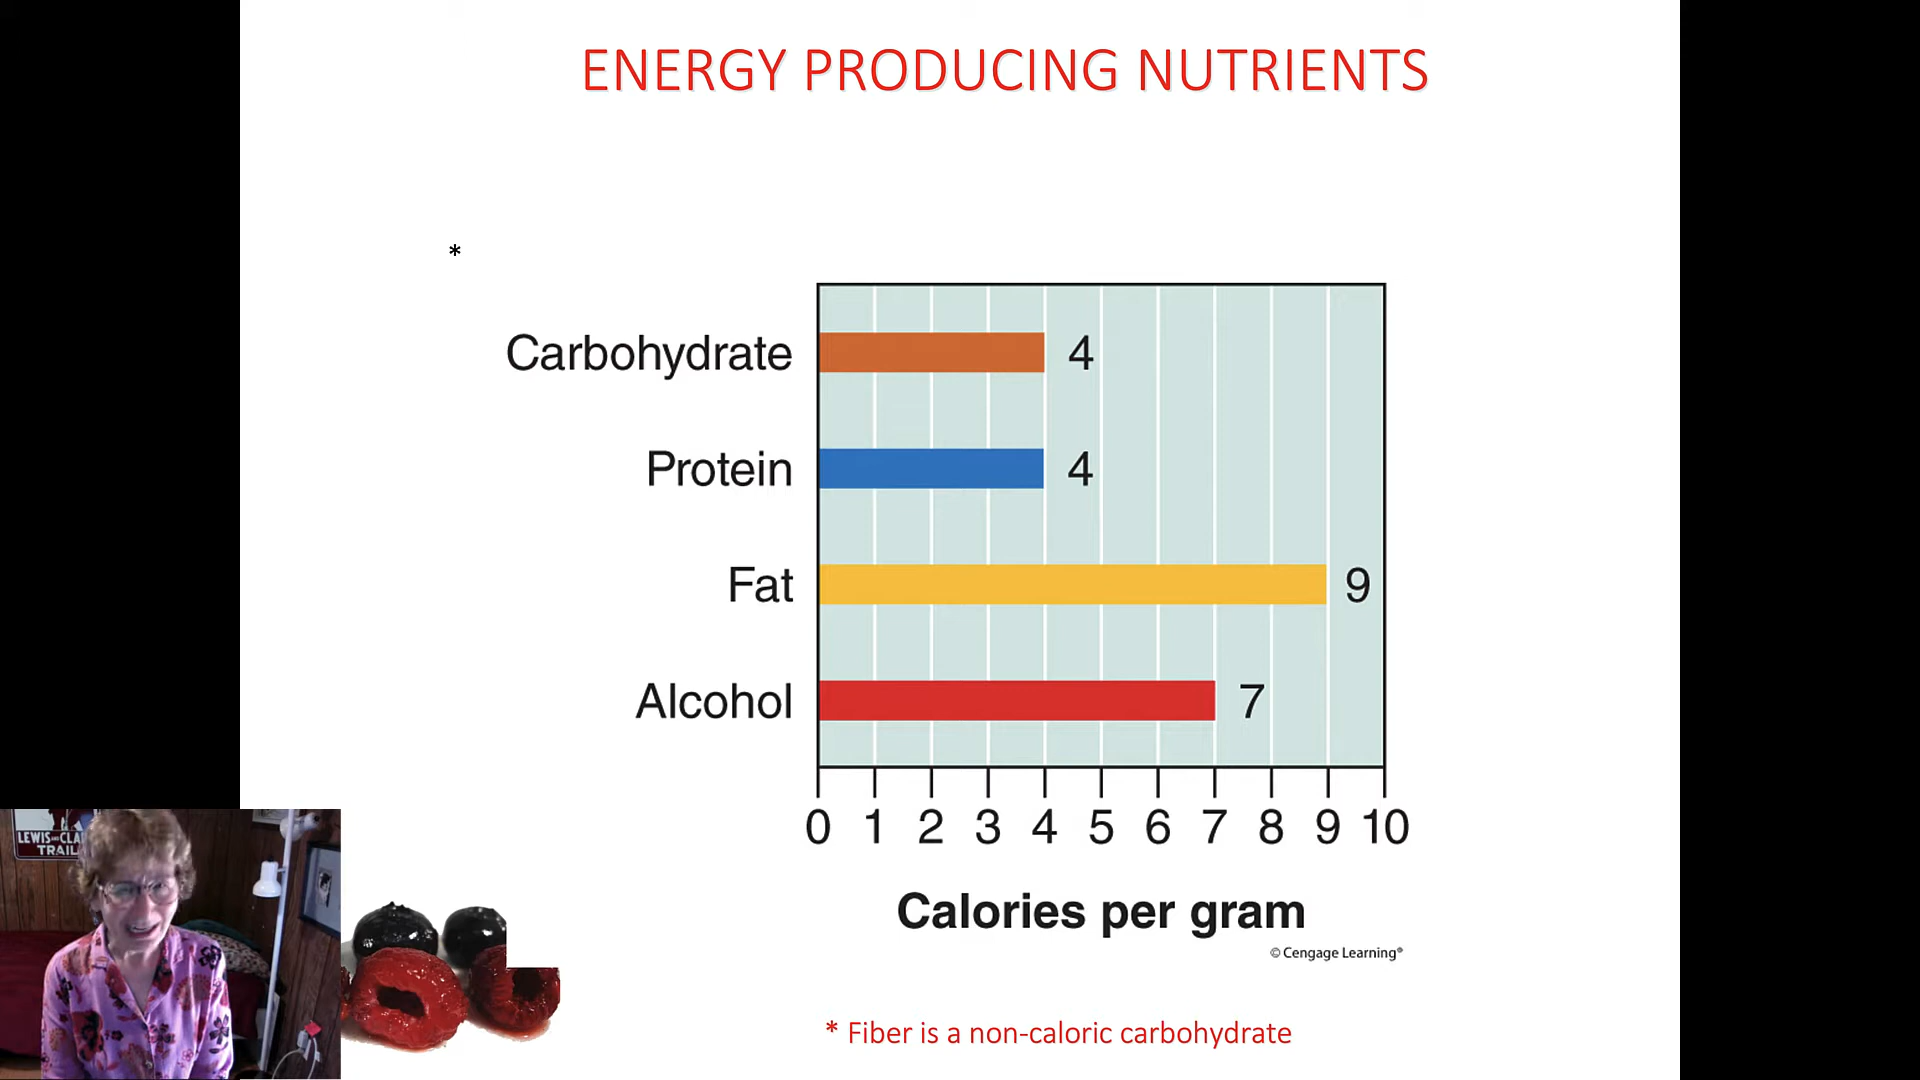 ENERGY PRODUCING NUTRIENTS
*
Carbohydrate 4
Protein 4
Fat 9
Alcohol 7
0 1 2 3 4 5 6 7 8 9 10
Calories per gram
© Cengage Learning®
* Fiber is a non-caloric carbohydrate
LEWIS AND
TRAIL